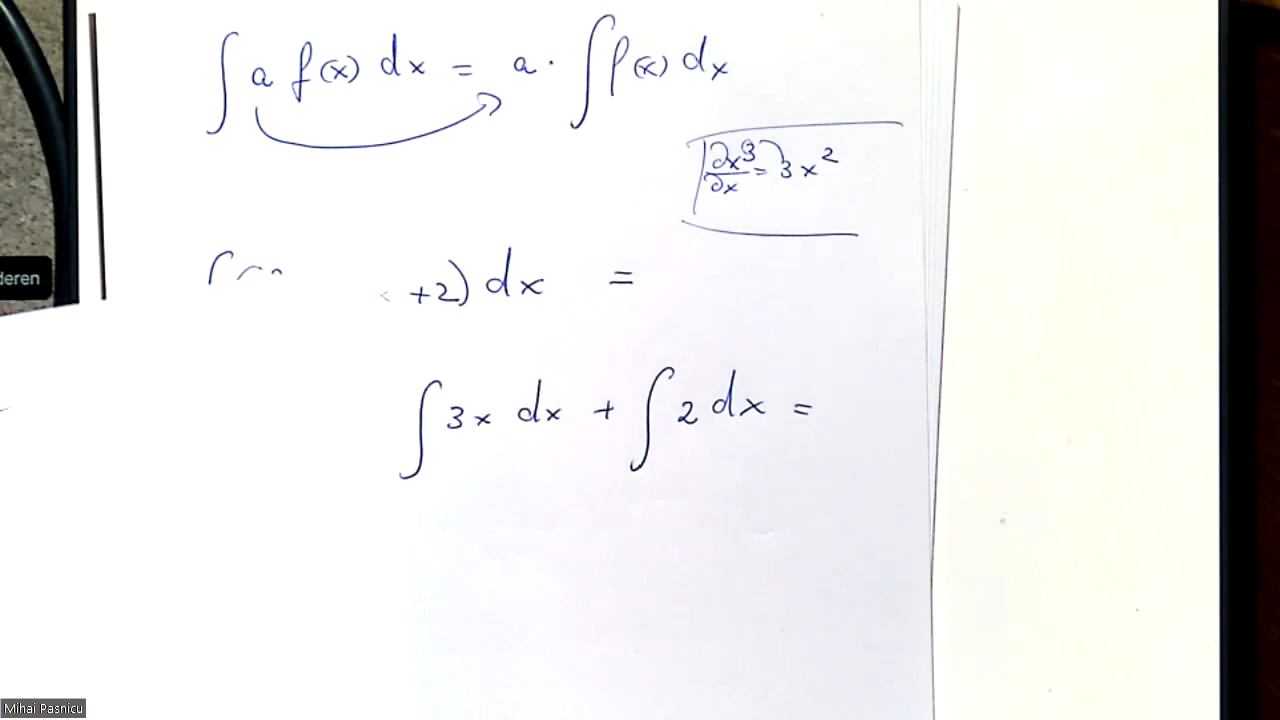 ∫ a f(x) dx = a · ∫ f(x) dx
∂x³/∂x = 3x²
+2) dx =
∫ 3x dx + ∫ 2 dx =
deren
Mihai Pasnicu